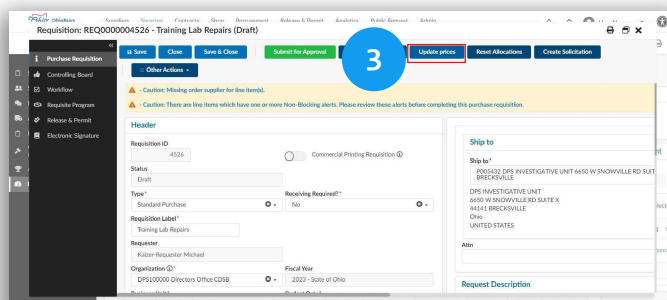 OhioBuys Suppliers Sourcing Contracts Shop Procurement Release & Permit Analytics Public Request Admin
Requisition: REQ0000004526 - Training Lab Repairs (Draft)
Save Close Save & Close Submit for Approval Update prices Reset Allocations Create Solicitation
Other Actions
3
Purchase Requisition
Controlling Board
Workflow
Requisite Program
Release & Permit
Electronic Signature
- Caution: Missing order supplier for line item(s).
- Caution: There are line items which have one or more Non-Blocking alerts. Please review these alerts before completing this purchase requisition.
Header
Requisition ID
4526
Commercial Printing Requisition
Status
Draft
Type* Receiving Required?*
Standard Purchase No
Requisition Label*
Training Lab Repairs
Requester
Kaizer-Requester Michael
Organization * Fiscal Year
DPS100000 Directors Office CDSB 2023 - State of Ohio
Ship to
Ship to*
P005432 DPS INVESTIGATIVE UNIT 6650 W SNOWVILLE RD SUIT
BRECKSVILLE
DPS INVESTIGATIVE UNIT
6650 W SNOWVILLE RD SUITE X
44141 BRECKSVILLE
Ohio
UNITED STATES
Attn
Request Description